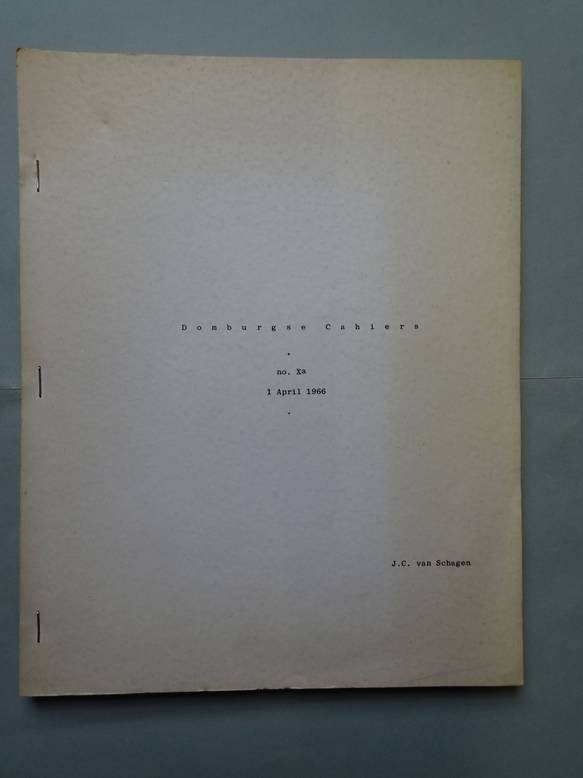 Domburgse Cahiers
.
no. Xa
1 April 1966
.
J.C. van Schagen